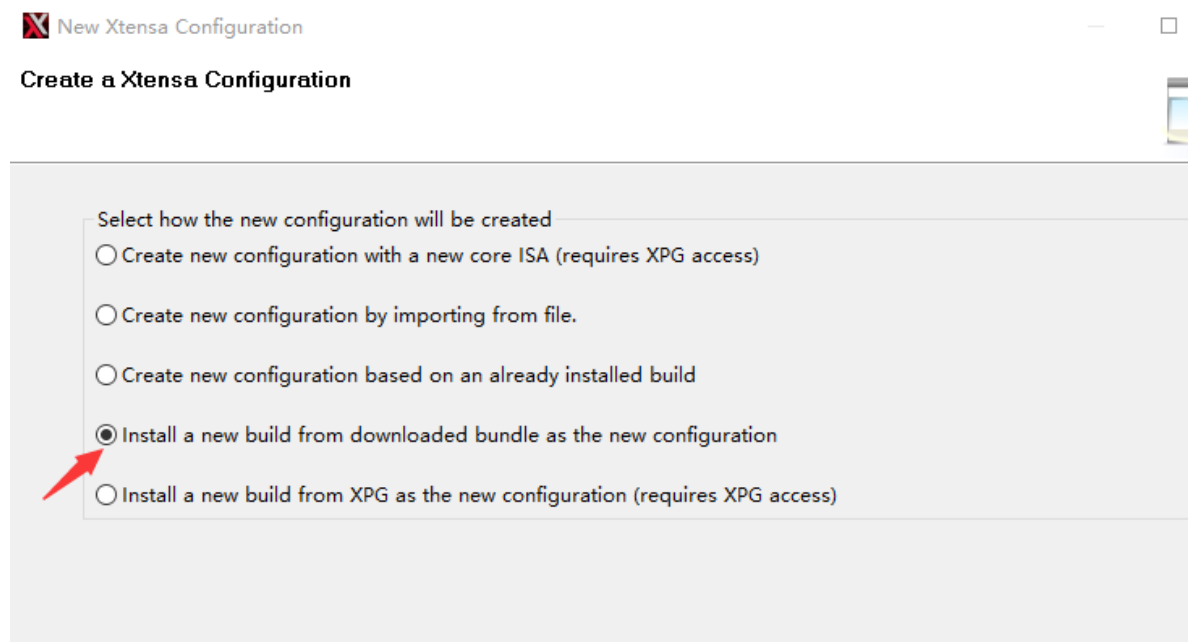 New Xtensa Configuration
Create a Xtensa Configuration
Select how the new configuration will be created
Create new configuration with a new core ISA (requires XPG access)
Create new configuration by importing from file.
Create new configuration based on an already installed build
Install a new build from downloaded bundle as the new configuration
Install a new build from XPG as the new configuration (requires XPG access)